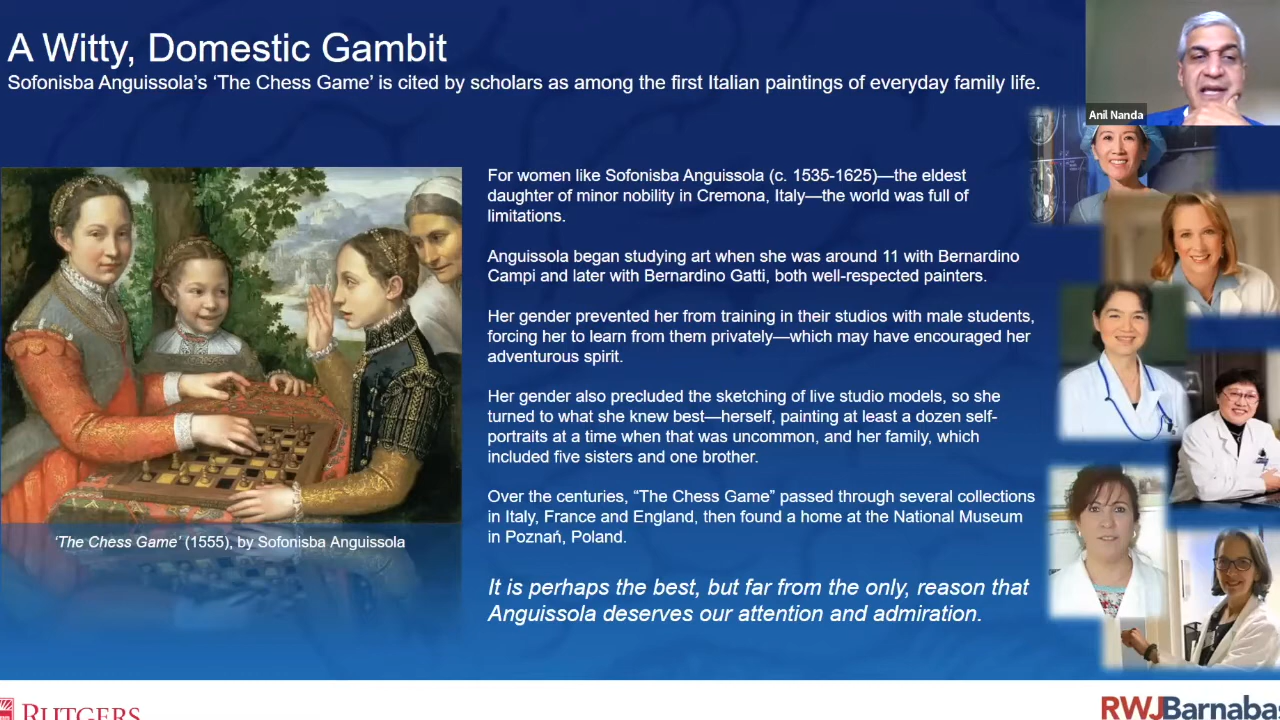 A Witty, Domestic Gambit
Sofonisba Anguissola's 'The Chess Game' is cited by scholars as among the first Italian paintings of everyday family life.
Anil Nanda
For women like Sofonisba Anguissola (c. 1535-1625)—the eldest
daughter of minor nobility in Cremona, Italy—the world was full of
limitations.
Anguissola began studying art when she was around 11 with Bernardino
Campi and later with Bernardino Gatti, both well-respected painters.
Her gender prevented her from training in their studios with male students,
forcing her to learn from them privately—which may have encouraged her
adventurous spirit.
Her gender also precluded the sketching of live studio models, so she
turned to what she knew best—herself, painting at least a dozen self-
portraits at a time when that was uncommon, and her family, which
included five sisters and one brother.
Over the centuries, “The Chess Game” passed through several collections
in Italy, France and England, then found a home at the National Museum
in Poznań, Poland.
It is perhaps the best, but far from the only, reason that
Anguissola deserves our attention and admiration.
'The Chess Game' (1555), by Sofonisba Anguissola
RUTGERS
RWJBarnabas